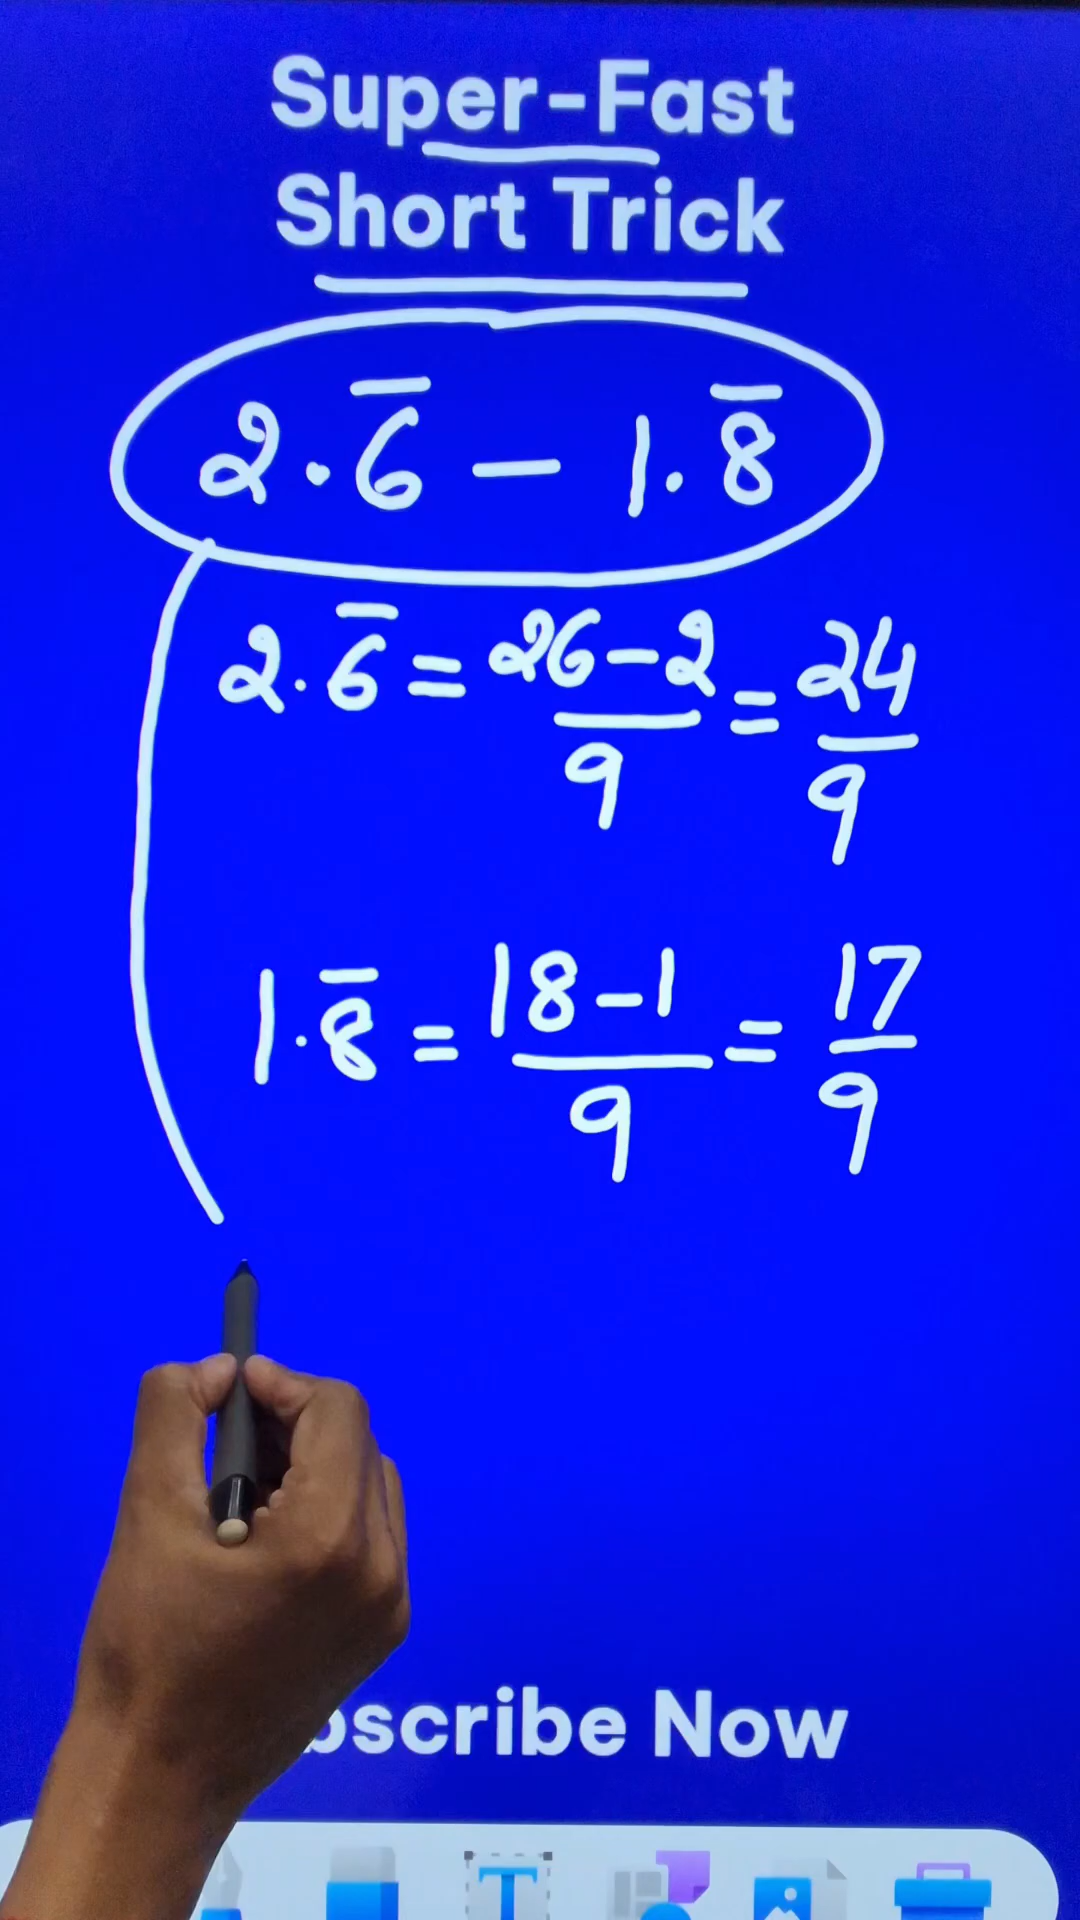 Super-Fast
Short Trick
2.6̅ - 1.8̅
2.6̅ = 26-2/9 = 24/9
1.8̅ = 18-1/9 = 17/9
Now